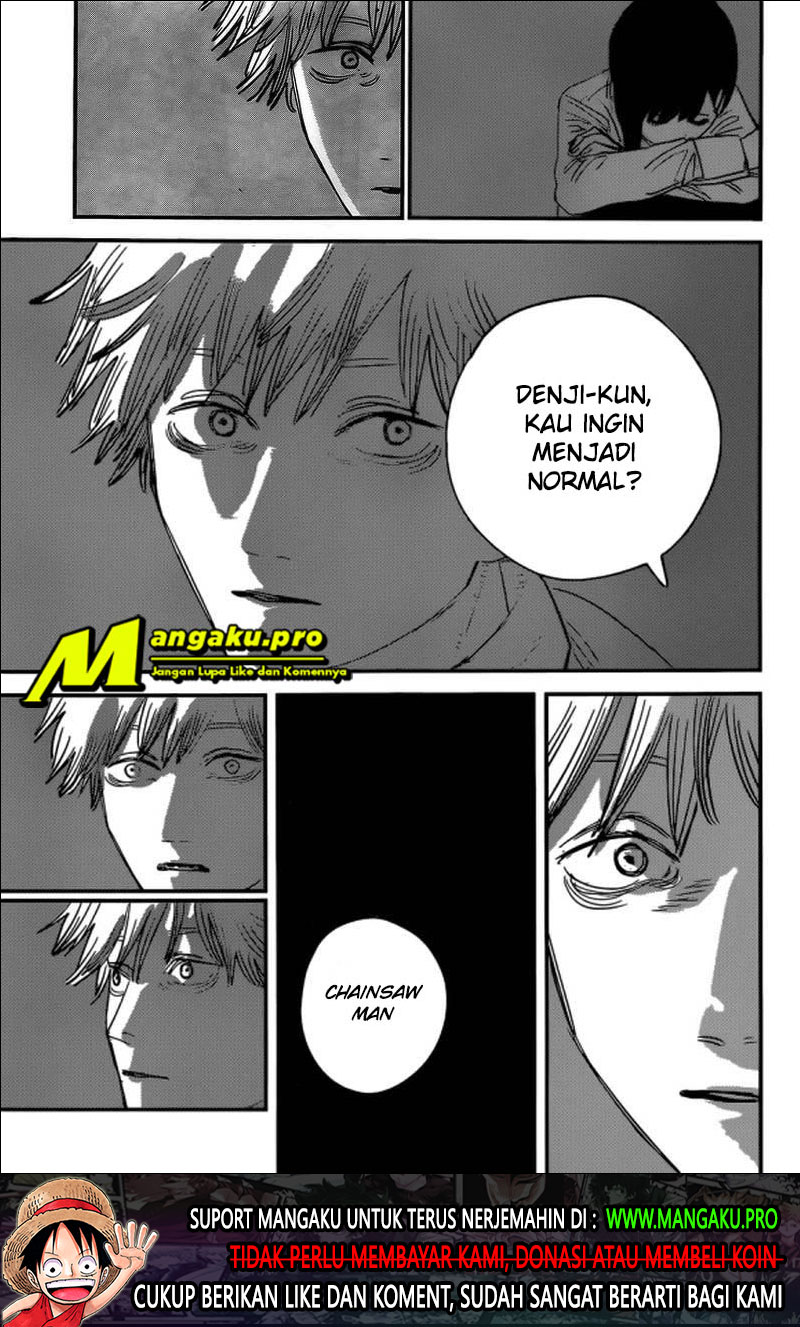 DENJI-KUN,
KAU INGIN
MENJADI
NORMAL?
Mangaku.pro
Jangan Lupa Like dan Komennya
CHAINSAW
MAN
SUPORT MANGAKU UNTUK TERUS NERJEMAHIN DI : WWW.MANGAKU.PRO
TIDAK PERLU MEMBAYAR KAMI, DONASI ATAU MEMBELI KOIN
CUKUP BERIKAN LIKE DAN KOMENT, SUDAH SANGAT BERARTI BAGI KAMI